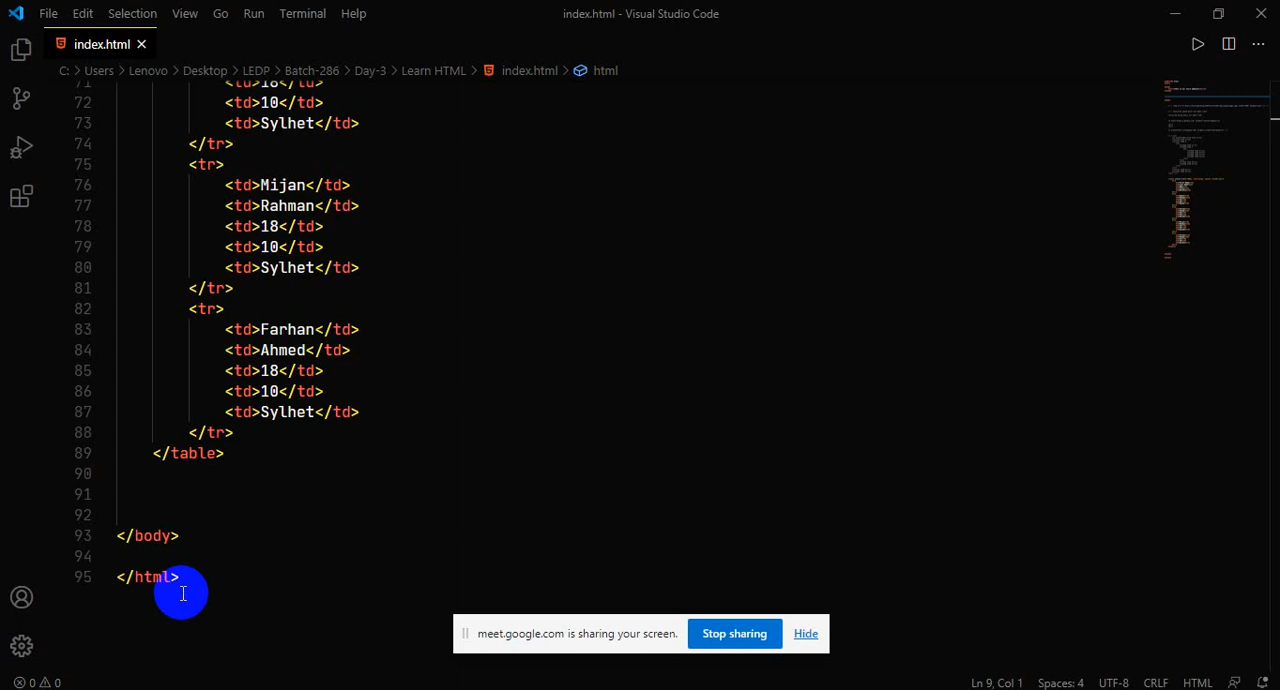 File Edit Selection View Go Run Terminal Help index.html - Visual Studio Code
index.html
C: > Users > Lenovo > Desktop > LEDP > Batch-286 > Day-3 > Learn HTML > index.html > html
71 <td>18</td>
72 <td>10</td>
73 <td>Sylhet</td>
74 </tr>
75 <tr>
76 <td>Mijan</td>
77 <td>Rahman</td>
78 <td>18</td>
79 <td>10</td>
80 <td>Sylhet</td>
81 </tr>
82 <tr>
83 <td>Farhan</td>
84 <td>Ahmed</td>
85 <td>18</td>
86 <td>10</td>
87 <td>Sylhet</td>
88 </tr>
89 </table>
90
91
92
93 </body>
94
95 </html>
meet.google.com is sharing your screen. Stop sharing Hide
0 0 Ln 9, Col 1 Spaces: 4 UTF-8 CRLF HTML